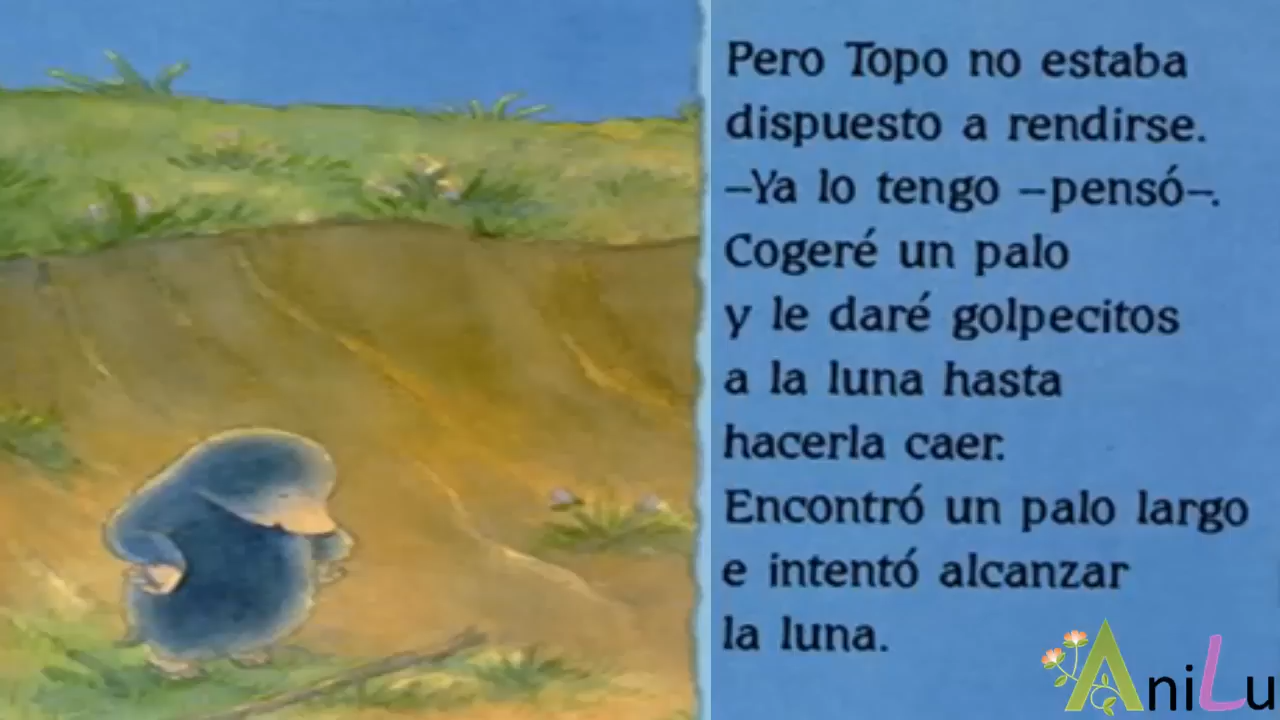 Pero Topo no estaba
dispuesto a rendirse.
–Ya lo tengo –pensó–.
Cogeré un palo
y le daré golpecitos
a la luna hasta
hacerla caer.
Encontró un palo largo
e intentó alcanzar
la luna.
AniLu